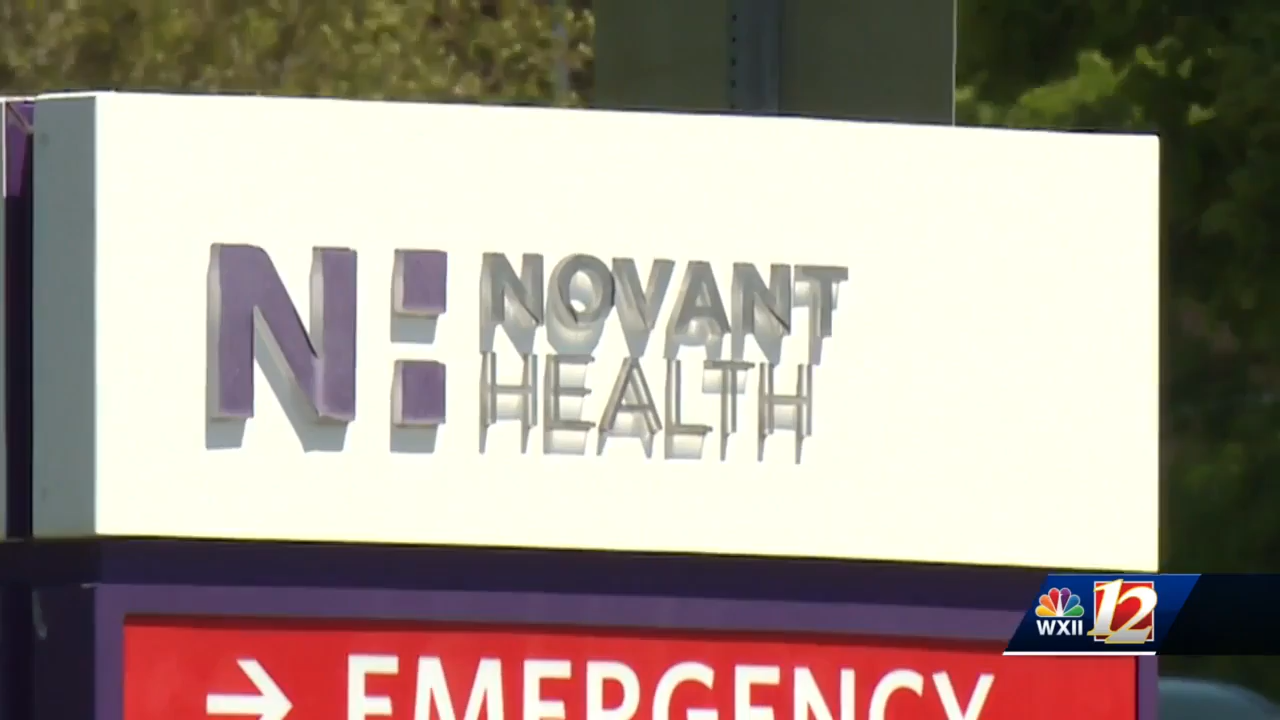 N:
NOVANT
HEALTH
→ EMERGENCY
WXII 12